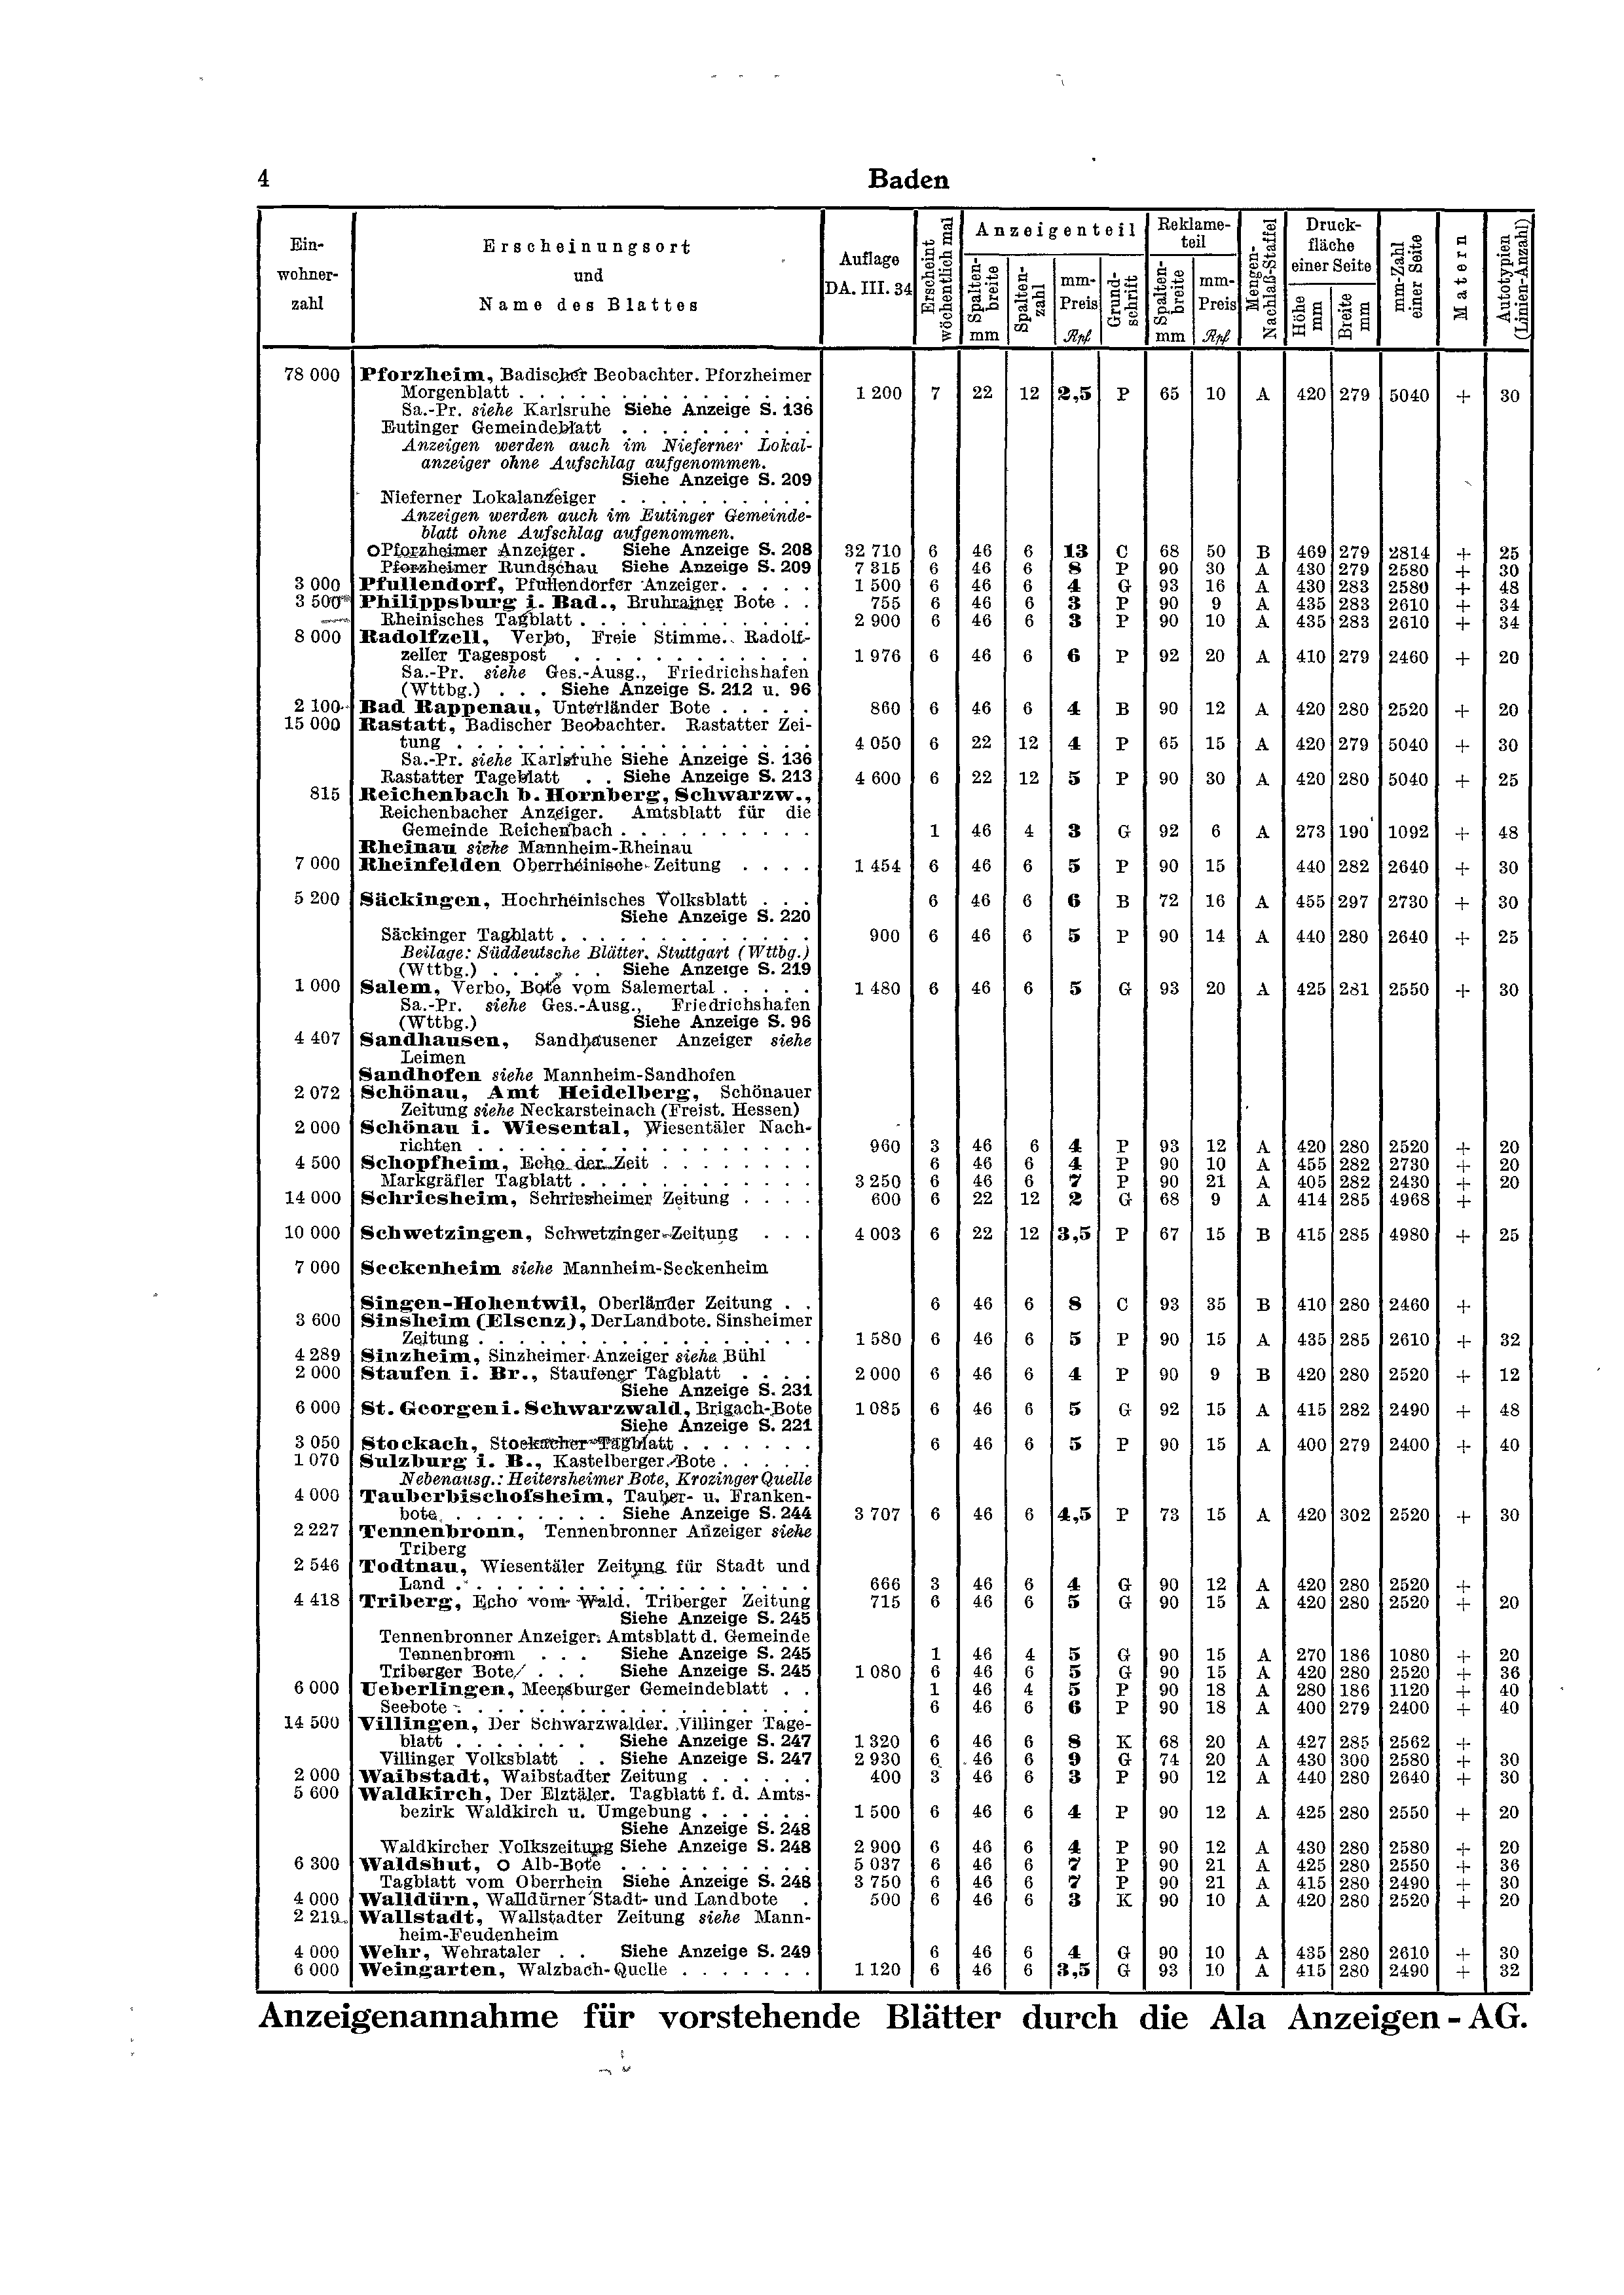 4 Baden
Ein-wohner-zahl Erscheinungsort und Name des Blattes Auflage DA. III. 34 Erscheint wöchentlich mal Anzeigenteil Spalten-breite mm Spalten-zahl mm-Preis Rpf Grund-schrift Reklame-teil Spalten-breite mm mm-Preis Rpf Mengen-Nachlaß-Staffel Druck-fläche einer Seite Höhe mm Breite mm mm-Zahl einer Seite Matern Autotypien (Linien-Anzahl)
78 000 Pforzheim, Badischer Beobachter. Pforzheimer
Morgenblatt . . . 1 200 7 22 12 2,5 P 65 10 A 420 279 5040 + 30
Sa.-Pr. siehe Karlsruhe Siehe Anzeige S. 136
Eutinger Gemeindeblatt . . .
Anzeigen werden auch im Nieferner Lokal-
anzeiger ohne Aufschlag aufgenommen.
Siehe Anzeige S. 209
Nieferner Lokalanzeiger . . .
Anzeigen werden auch im Eutinger Gemeinde-
blatt ohne Aufschlag aufgenommen.
OPforzheimer Anzeiger. Siehe Anzeige S. 208 32 710 6 46 6 13 C 68 50 B 469 279 2814 + 25
Pforzheimer Rundschau Siehe Anzeige S. 209 7 315 6 46 6 8 P 90 30 A 430 279 2580 + 30
3 000 Pfullendorf, Pfullendorfer Anzeiger. . . . 1 500 6 46 6 4 G 93 16 A 430 283 2580 + 48
3 500 Philippsburg i. Bad., Bruhrainer Bote . . 755 6 46 6 3 P 90 9 A 435 283 2610 + 34
Rheinisches Tagblatt . . . 2 900 6 46 6 3 P 90 10 A 435 283 2610 + 34
8 000 Radolfzell, Verbo, Freie Stimme. Radolf-
zeller Tagespost . . . 1 976 6 46 6 6 P 92 20 A 410 279 2460 + 20
Sa.-Pr. siehe Ges.-Ausg., Friedrichshafen
(Wttbg.) . . . Siehe Anzeige S. 212 u. 96
2 100 Bad Rappenau, Unterländer Bote . . . 860 6 46 6 4 B 90 12 A 420 280 2520 + 20
15 000 Rastatt, Badischer Beobachter. Rastatter Zei-
tung . . . 4 050 6 22 12 4 P 65 15 A 420 279 5040 + 30
Sa.-Pr. siehe Karlsruhe Siehe Anzeige S. 136
Rastatter Tageblatt . . Siehe Anzeige S. 213 4 600 6 22 12 5 P 90 30 A 420 280 5040 + 25
815 Reichenbach b. Hornberg, Schwarzw.,
Reichenbacher Anzeiger. Amtsblatt für die
Gemeinde Reichenbach . . . 1 46 4 3 G 92 6 A 273 190 1092 + 48
Rheinau siehe Mannheim-Rheinau
7 000 Rheinfelden Oberrheinische Zeitung . . . . 1 454 6 46 6 5 P 90 15 440 282 2640 + 30
5 200 Säckingen, Hochrheinisches Volksblatt . . . 6 46 6 6 B 72 16 A 455 297 2730 + 30
Siehe Anzeige S. 220
Säckinger Tagblatt . . . 900 6 46 6 5 P 90 14 A 440 280 2640 + 25
Beilage: Süddeutsche Blätter. Stuttgart (Wttbg.)
(Wttbg.) . . . Siehe Anzeige S. 219
1 000 Salem, Verbo, Bote vom Salemertal . . . 1 480 6 46 6 5 G 93 20 A 425 281 2550 + 30
Sa.-Pr. siehe Ges.-Ausg., Friedrichshafen
(Wttbg.) Siehe Anzeige S. 96
4 407 Sandhausen, Sandhausener Anzeiger siehe
Leimen
Sandhofen siehe Mannheim-Sandhofen
2 072 Schönau, Amt Heidelberg, Schönauer
Zeitung siehe Neckarsteinach (Freist. Hessen)
2 000 Schönau i. Wiesental, Wiesentäler Nach-
richten . . . 960 3 46 6 4 P 93 12 A 420 280 2520 + 20
4 500 Schopfheim, Echo der Zeit . . . 6 46 6 4 P 90 10 A 455 282 2730 + 20
Markgräfler Tagblatt . . . 3 250 6 46 6 7 P 90 21 A 405 282 2430 + 20
14 000 Schriesheim, Schriesheimer Zeitung . . . . 600 6 22 12 2 G 68 9 A 414 285 4968 +
10 000 Schwetzingen, Schwetzinger Zeitung . . . 4 003 6 22 12 3,5 P 67 15 B 415 285 4980 + 25
7 000 Seckenheim siehe Mannheim-Seckenheim
Singen-Hohentwil, Oberländer Zeitung . . 6 46 6 8 C 93 35 B 410 280 2460 +
3 600 Sinsheim (Elsenz), Der Landbote. Sinsheimer
Zeitung . . . 1 580 6 46 6 5 P 90 15 A 435 285 2610 + 32
4 289 Sinzheim, Sinzheimer Anzeiger siehe Bühl
2 000 Staufen i. Br., Staufener Tagblatt . . . . 2 000 6 46 6 4 P 90 9 B 420 280 2520 + 12
Siehe Anzeige S. 231
6 000 St. Georgen i. Schwarzwald, Brigach-Bote 1 085 6 46 6 5 G 92 15 A 415 282 2490 + 48
Siehe Anzeige S. 221
3 050 Stockach, Stockacher Tagblatt . . . 6 46 6 5 P 90 15 A 400 279 2400 + 40
1 070 Sulzburg i. B., Kastelberger Bote . . .
Nebenausg.: Heitersheimer Bote, Krozinger Quelle
4 000 Tauberbischofsheim, Tauber- u. Franken-
bote . . . Siehe Anzeige S. 244 3 707 6 46 6 4,5 P 73 15 A 420 302 2520 + 30
2 227 Tennenbronn, Tennenbronner Anzeiger siehe
Triberg
2 546 Todtnau, Wiesentäler Zeitung für Stadt und
Land . . . 666 3 46 6 4 G 90 12 A 420 280 2520 +
4 418 Triberg, Echo vom Wald. Triberger Zeitung 715 6 46 6 5 G 90 15 A 420 280 2520 + 20
Siehe Anzeige S. 245
Tennenbronner Anzeiger. Amtsblatt d. Gemeinde
Tennenbronn . . . Siehe Anzeige S. 245 1 46 4 5 G 90 15 A 270 186 1080 + 20
Triberger Bote . . . Siehe Anzeige S. 245 1 080 6 46 6 5 G 90 15 A 420 280 2520 + 36
6 000 Ueberlingen, Meersburger Gemeindeblatt . . 1 46 4 5 P 90 18 A 280 186 1120 + 40
Seebote . . . 6 46 6 6 P 90 18 A 400 279 2400 + 40
14 500 Villingen, Der Schwarzwalder. Villinger Tage-
blatt . . . Siehe Anzeige S. 247 1 320 6 46 6 8 K 68 20 A 427 285 2562 +
Villinger Volksblatt . . Siehe Anzeige S. 247 2 930 6 46 6 9 G 74 20 A 430 300 2580 + 30
2 000 Waibstadt, Waibstadter Zeitung . . . 400 3 46 6 3 P 90 12 A 440 280 2640 + 30
5 600 Waldkirch, Der Elztäler. Tagblatt f. d. Amts-
bezirk Waldkirch u. Umgebung . . . 1 500 6 46 6 4 P 90 12 A 425 280 2550 + 20
Siehe Anzeige S. 248
Waldkircher Volkszeitung Siehe Anzeige S. 248 2 900 6 46 6 4 P 90 12 A 430 280 2580 + 20
6 300 Waldshut, O Alb-Bote . . . 5 037 6 46 6 7 P 90 21 A 425 280 2550 + 36
Tagblatt vom Oberrhein Siehe Anzeige S. 248 3 750 6 46 6 7 P 90 21 A 415 280 2490 + 30
4 000 Walldürn, Walldürner Stadt- und Landbote . 500 6 46 6 3 K 90 10 A 420 280 2520 + 20
2 219 Wallstadt, Wallstadter Zeitung siehe Mann-
heim-Feudenheim
4 000 Wehr, Wehrataler . . Siehe Anzeige S. 249 6 46 6 4 G 90 10 A 435 280 2610 + 30
6 000 Weingarten, Walzbach-Quelle . . . 1 120 6 46 6 3,5 G 93 10 A 415 280 2490 + 32
Anzeigenannahme für vorstehende Blätter durch die Ala Anzeigen-AG.